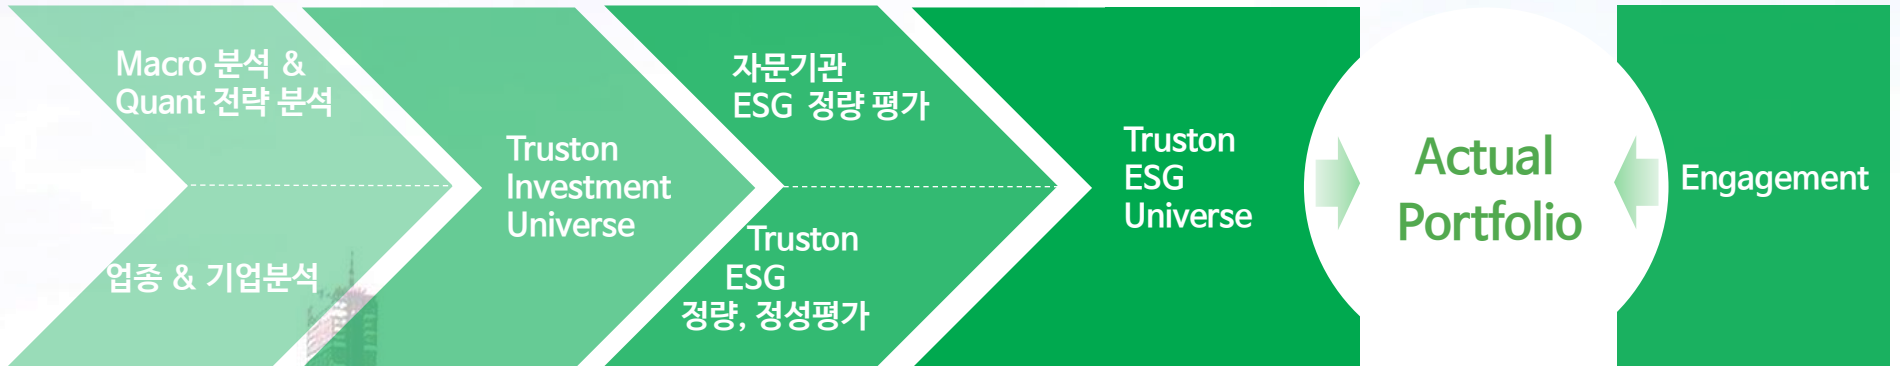 Macro 분석 &
Quant 전략 분석
업종 & 기업분석
Truston
Investment
Universe
자문기관
ESG 정량 평가
Truston
ESG
정량, 정성평가
Truston
ESG
Universe
Actual
Portfolio
Engagement